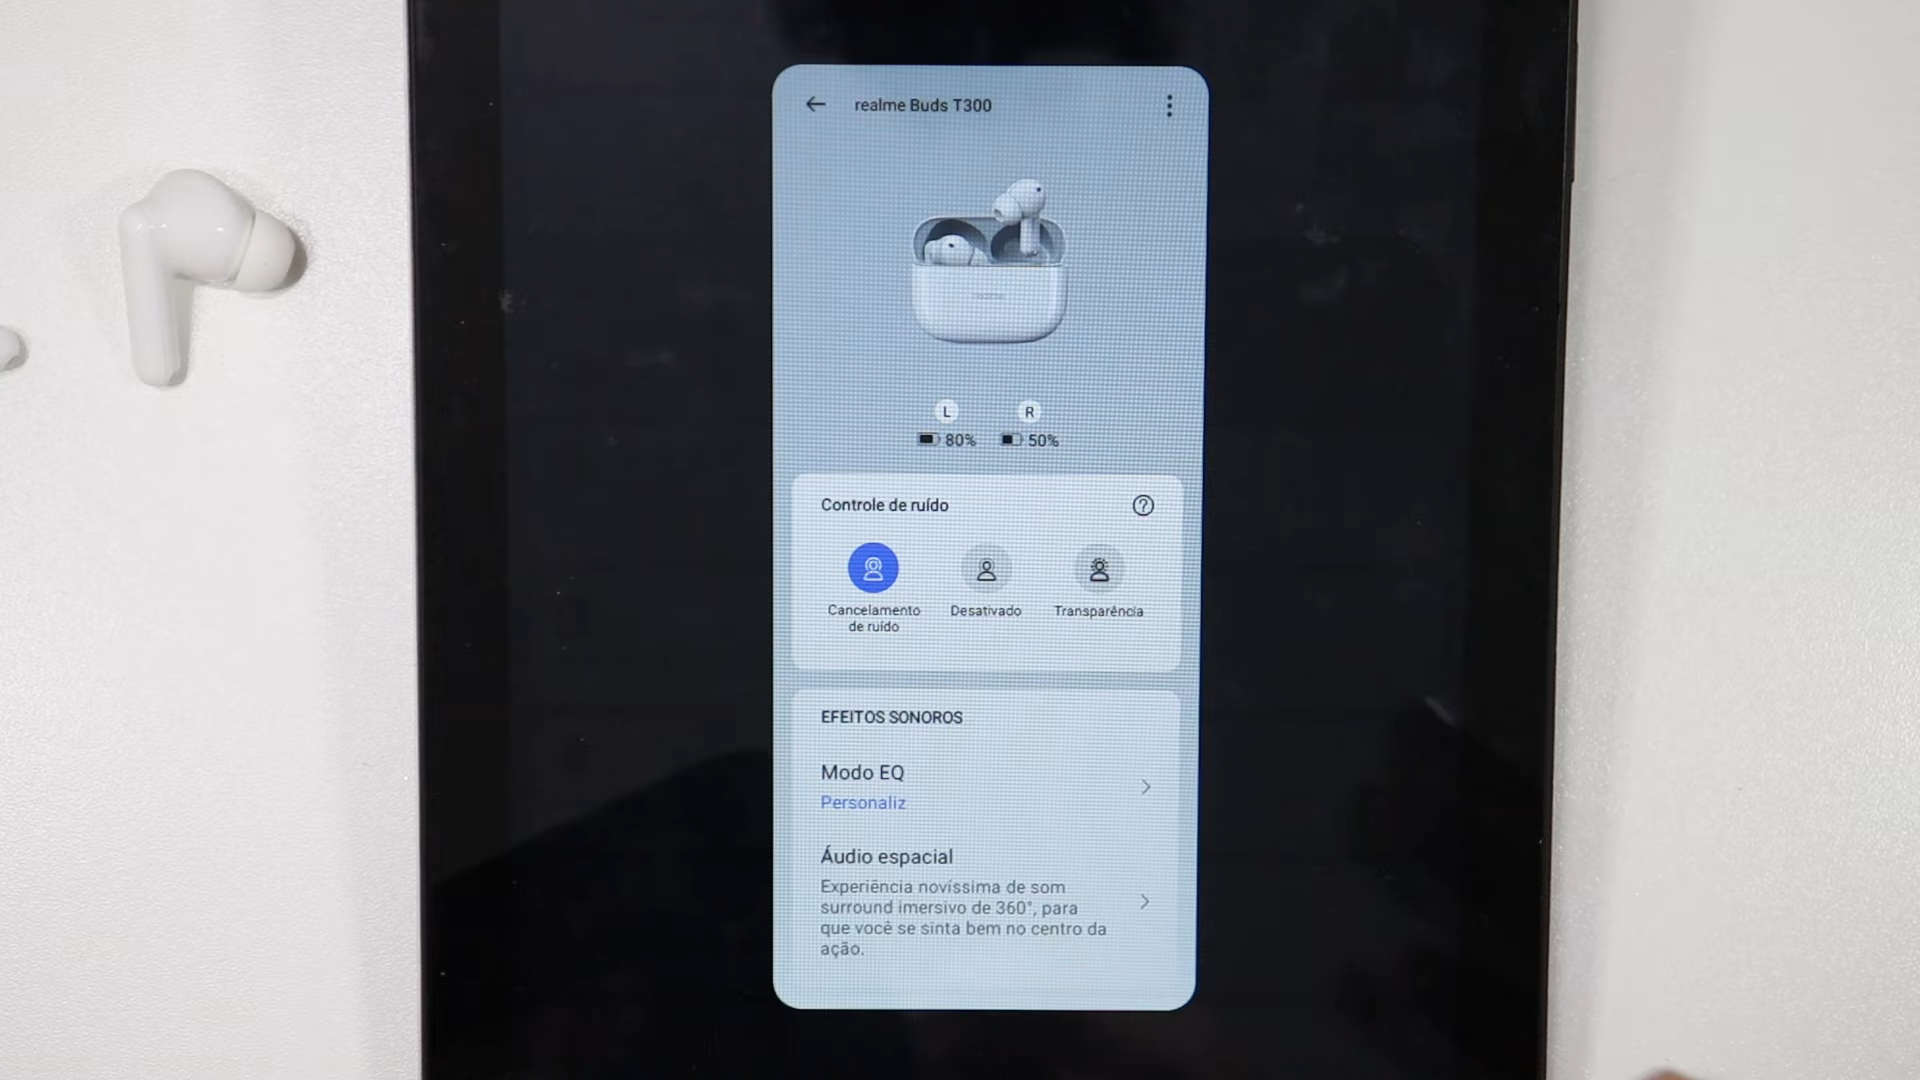 realme Buds T300
realme
L
R
80%
50%
Controle de ruído
Cancelamento
de ruído
Desativado
Transparência
EFEITOS SONOROS
Modo EQ
Personaliz
Áudio espacial
Experiência novíssima de som
surround imersivo de 360°, para
que você se sinta bem no centro da
ação.